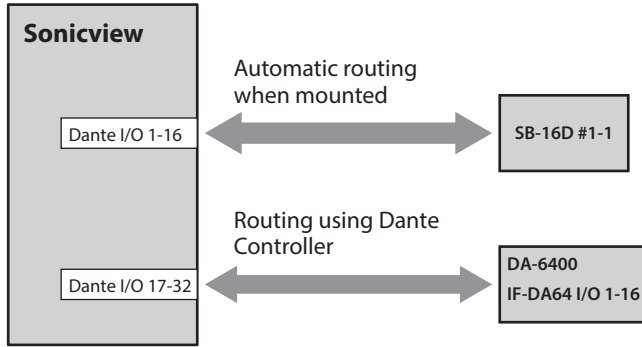 Sonicview
Automatic routing
when mounted
Dante I/O 1-16
SB-16D #1-1
Routing using Dante
Controller
Dante I/O 17-32
DA-6400
IF-DA64 I/O 1-16